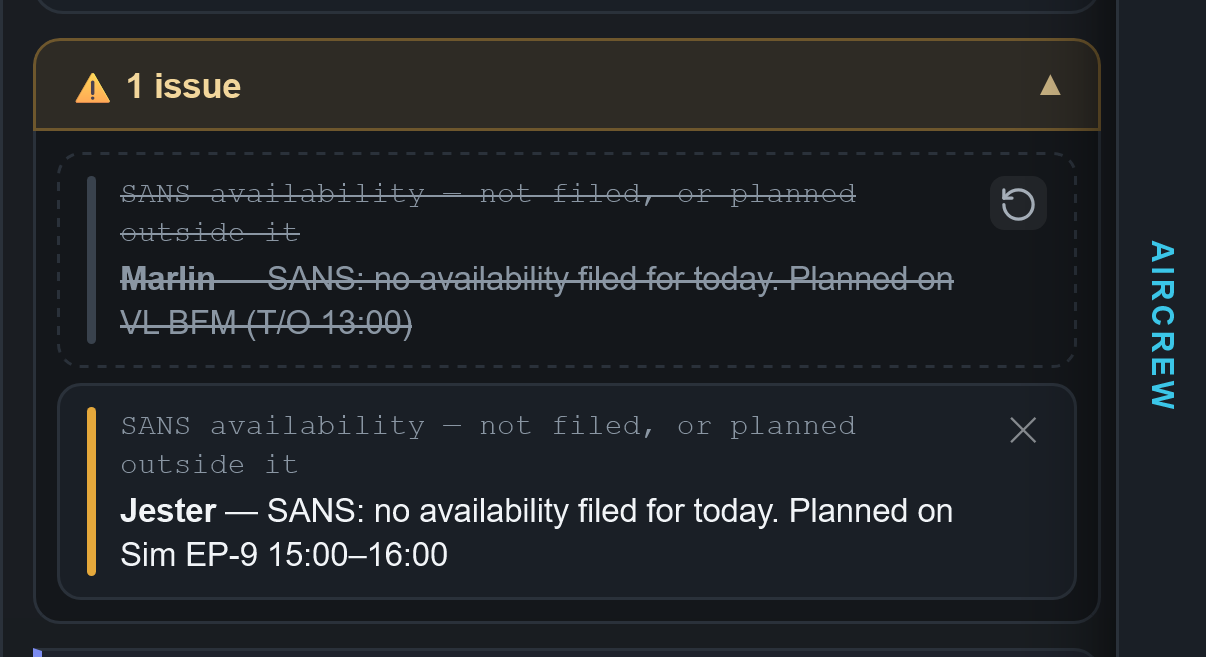 ⚠️ 1 issue ▲
SANS availability — not filed, or planned
outside it
Marlin — SANS: no availability filed for today. Planned on
VL BFM (T/O 13:00)
SANS availability — not filed, or planned
outside it
Jester — SANS: no availability filed for today. Planned on
Sim EP-9 15:00–16:00
AIRCREW